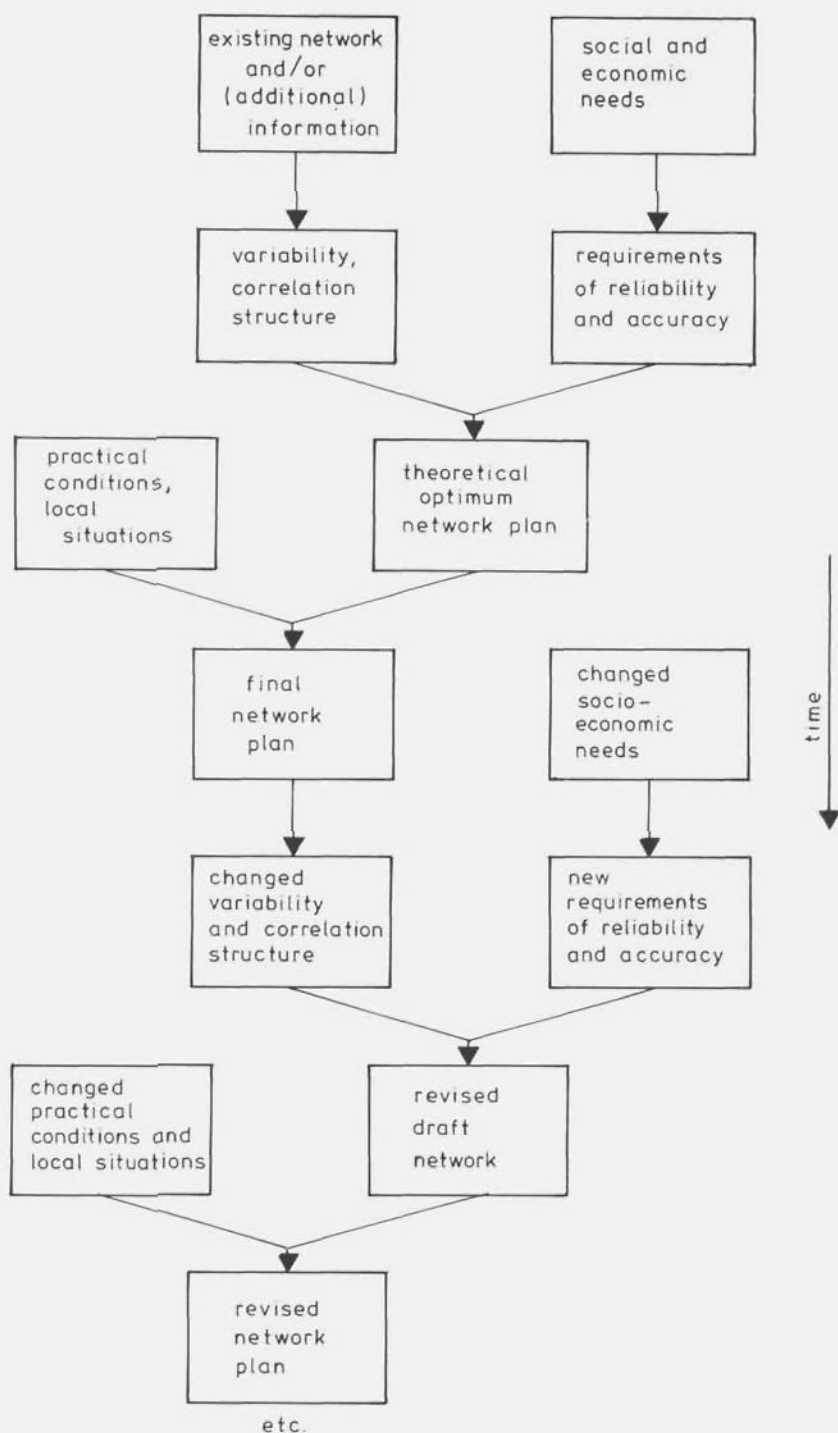 existing network
and/or
(additional)
information
social and
economic
needs
variability,
correlation
structure
requirements
of reliability
and accuracy
practical
conditions,
local
situations
theoretical
optimum
network plan
final
network
plan
changed
socio-
economic
needs
time
changed
variability
and correlation
structure
new
requirements
of reliability
and accuracy
changed
practical
conditions and
local situations
revised
draft
network
revised
network
plan
etc.